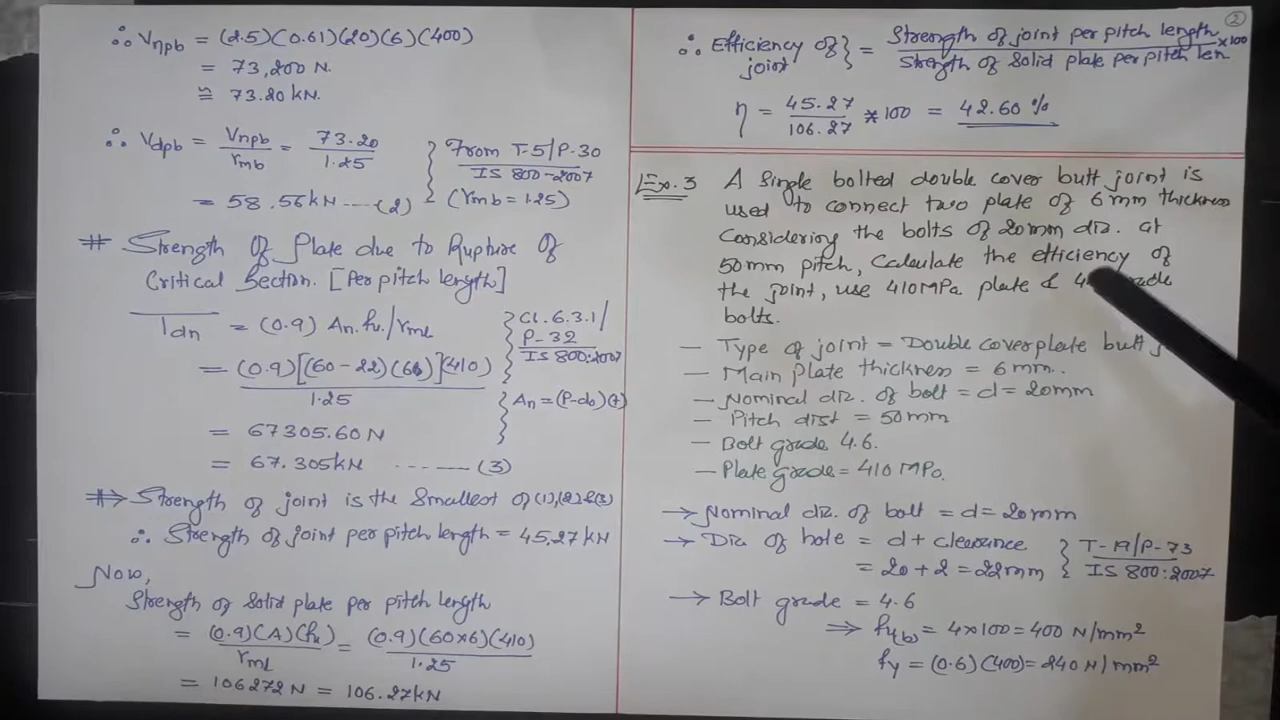 ∴ Vnpb = (2.5)(0.61)(20)(6)(400)
= 73,200 N.
≅ 73.20 kN.
∴ Vdpb = Vnpb / γmb = 73.20 / 1.25 } From T-5/P-30 IS 800-2007
= 58.56 kN ---- (2) (γmb = 1.25)
# Strength Of Plate due to Rupture Of
Critical Section. [Per pitch length]
Tdn = (0.9) An.fu./γml } Cl. 6.3.1/ P-32 IS 800:2007
= (0.9)[(60-22)(6)](410) / 1.25 } An = (P-do)(t)
= 67305.60 N
= 67.305 kN ------ (3)
⇒ Strength of joint is the smallest of (1),(2)&(3)
∴ Strength of joint per pitch length = 45.27 kN
Now,
Strength of Solid plate per pitch length
= (0.9)(A)(fu) / γml = (0.9)(60×6)(410) / 1.25
= 106272 N = 106.27 kN
2
∴ Efficiency of joint } = Strength of joint per pitch length / Strength of Solid plate per pitch len ×100
η = 45.27 / 106.27 * 100 = 42.60 %
Ex. 3 A Single bolted double cover butt joint is
used to connect two plate of 6 mm thickness
Considering the bolts of 20mm dia. at
50mm pitch, Calculate the efficiency of
the joint, use 410 MPa plate & 4
bolts.
— Type of joint = Double cover plate butt
— Main plate thickness = 6 mm.
— Nominal dia. of bolt = d = 20mm
— Pitch dist = 50mm
— Bolt grade 4.6.
— Plate grade = 410 MPa.
→ Nominal dia. of bolt = d = 20mm
→ Dia of hole = d + clearance } T-19/P-73
= 20 + 2 = 22mm IS 800:2007
→ Bolt grade = 4.6
⇒ fu(b) = 4×100 = 400 N/mm²
fy = (0.6)(400) = 240 N/mm²